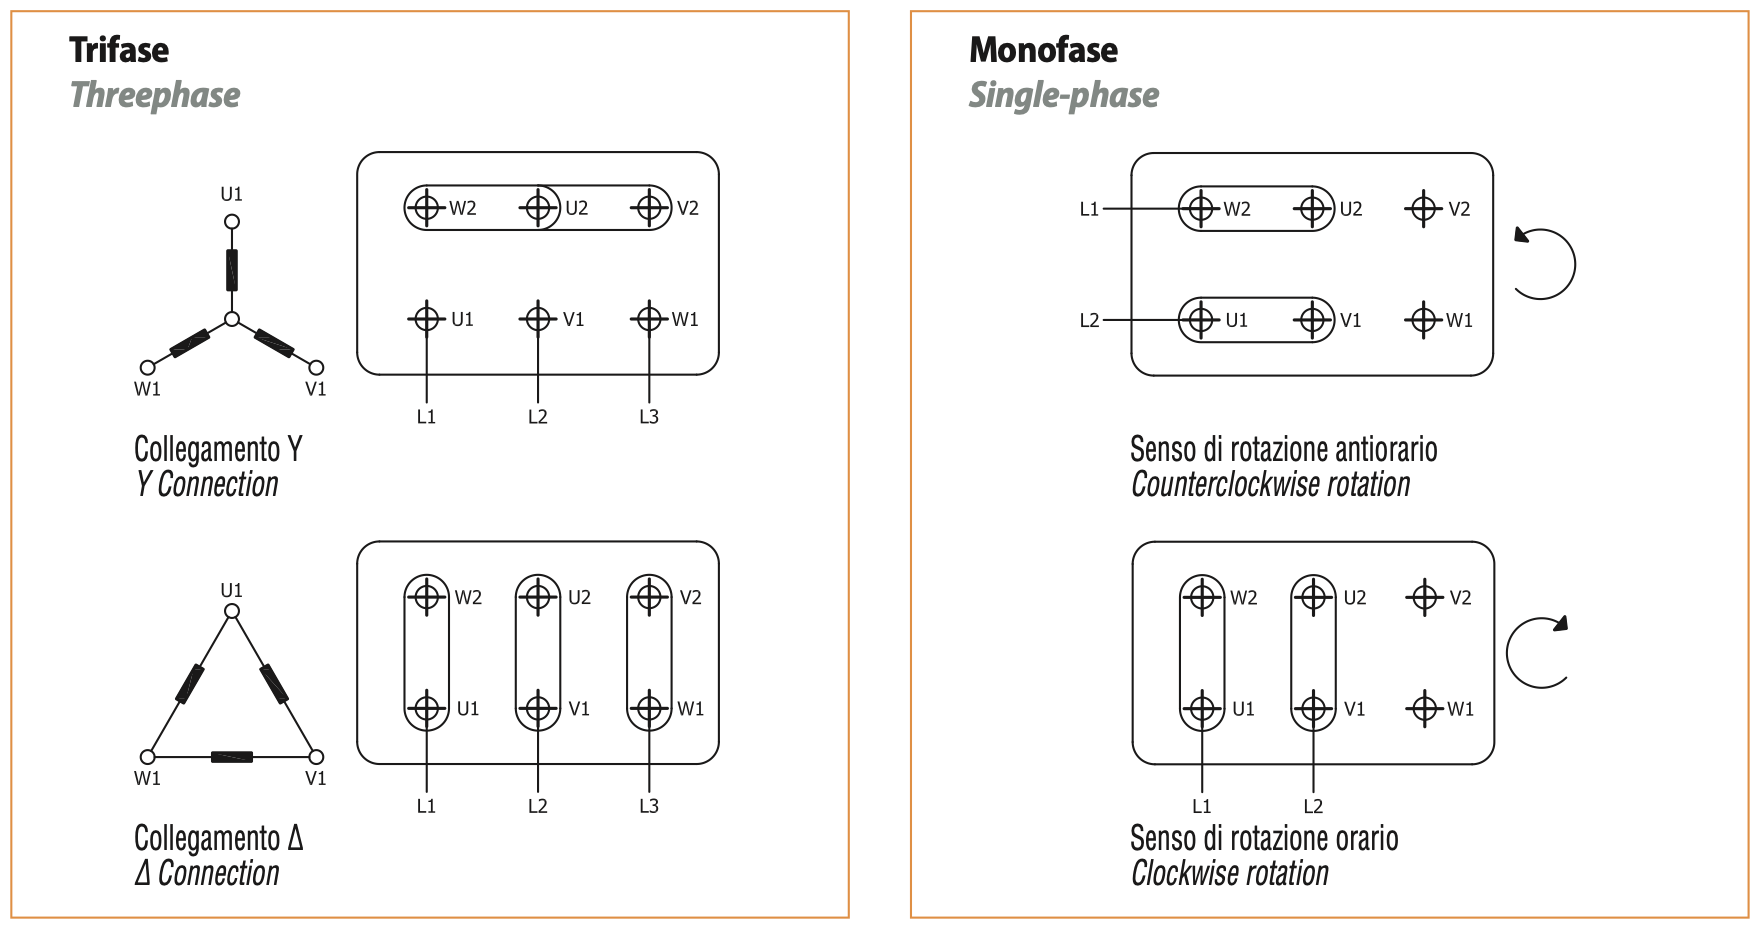 Trifase
Threephase
U1
W1
V1
W2
U2
V2
U1
V1
W1
L1
L2
L3
Collegamento Y
Y Connection
U1
W1
V1
W2
U2
V2
U1
V1
W1
L1
L2
L3
Collegamento Δ
Δ Connection
Monofase
Single-phase
L1
W2
U2
V2
L2
U1
V1
W1
Senso di rotazione antiorario
Counterclockwise rotation
W2
U2
V2
U1
V1
W1
L1
L2
Senso di rotazione orario
Clockwise rotation